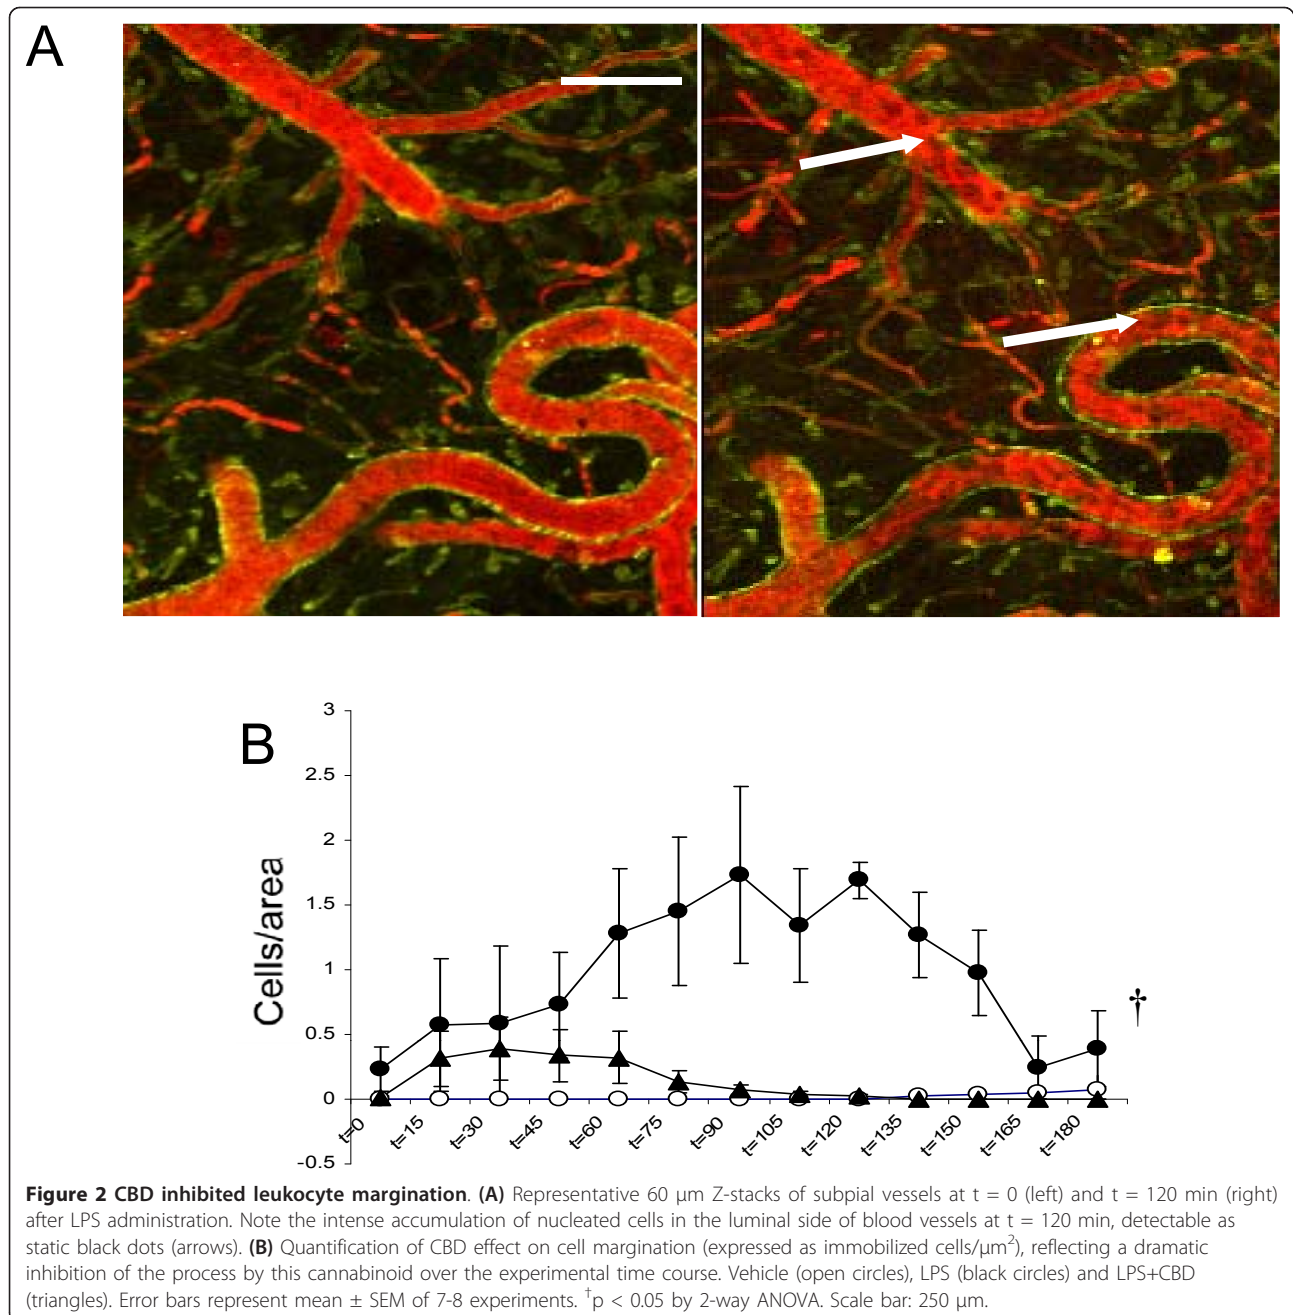 A
B
3
2.5
2
1.5
1
0.5
0
-0.5
Cells/area
t=0
t=15
t=30
t=45
t=60
t=75
t=90
t=105
t=120
t=135
t=150
t=165
t=180
†
Figure 2 CBD inhibited leukocyte margination. (A) Representative 60 μm Z-stacks of subpial vessels at t = 0 (left) and t = 120 min (right)
after LPS administration. Note the intense accumulation of nucleated cells in the luminal side of blood vessels at t = 120 min, detectable as
static black dots (arrows). (B) Quantification of CBD effect on cell margination (expressed as immobilized cells/μm²), reflecting a dramatic
inhibition of the process by this cannabinoid over the experimental time course. Vehicle (open circles), LPS (black circles) and LPS+CBD
(triangles). Error bars represent mean ± SEM of 7-8 experiments. †p < 0.05 by 2-way ANOVA. Scale bar: 250 μm.